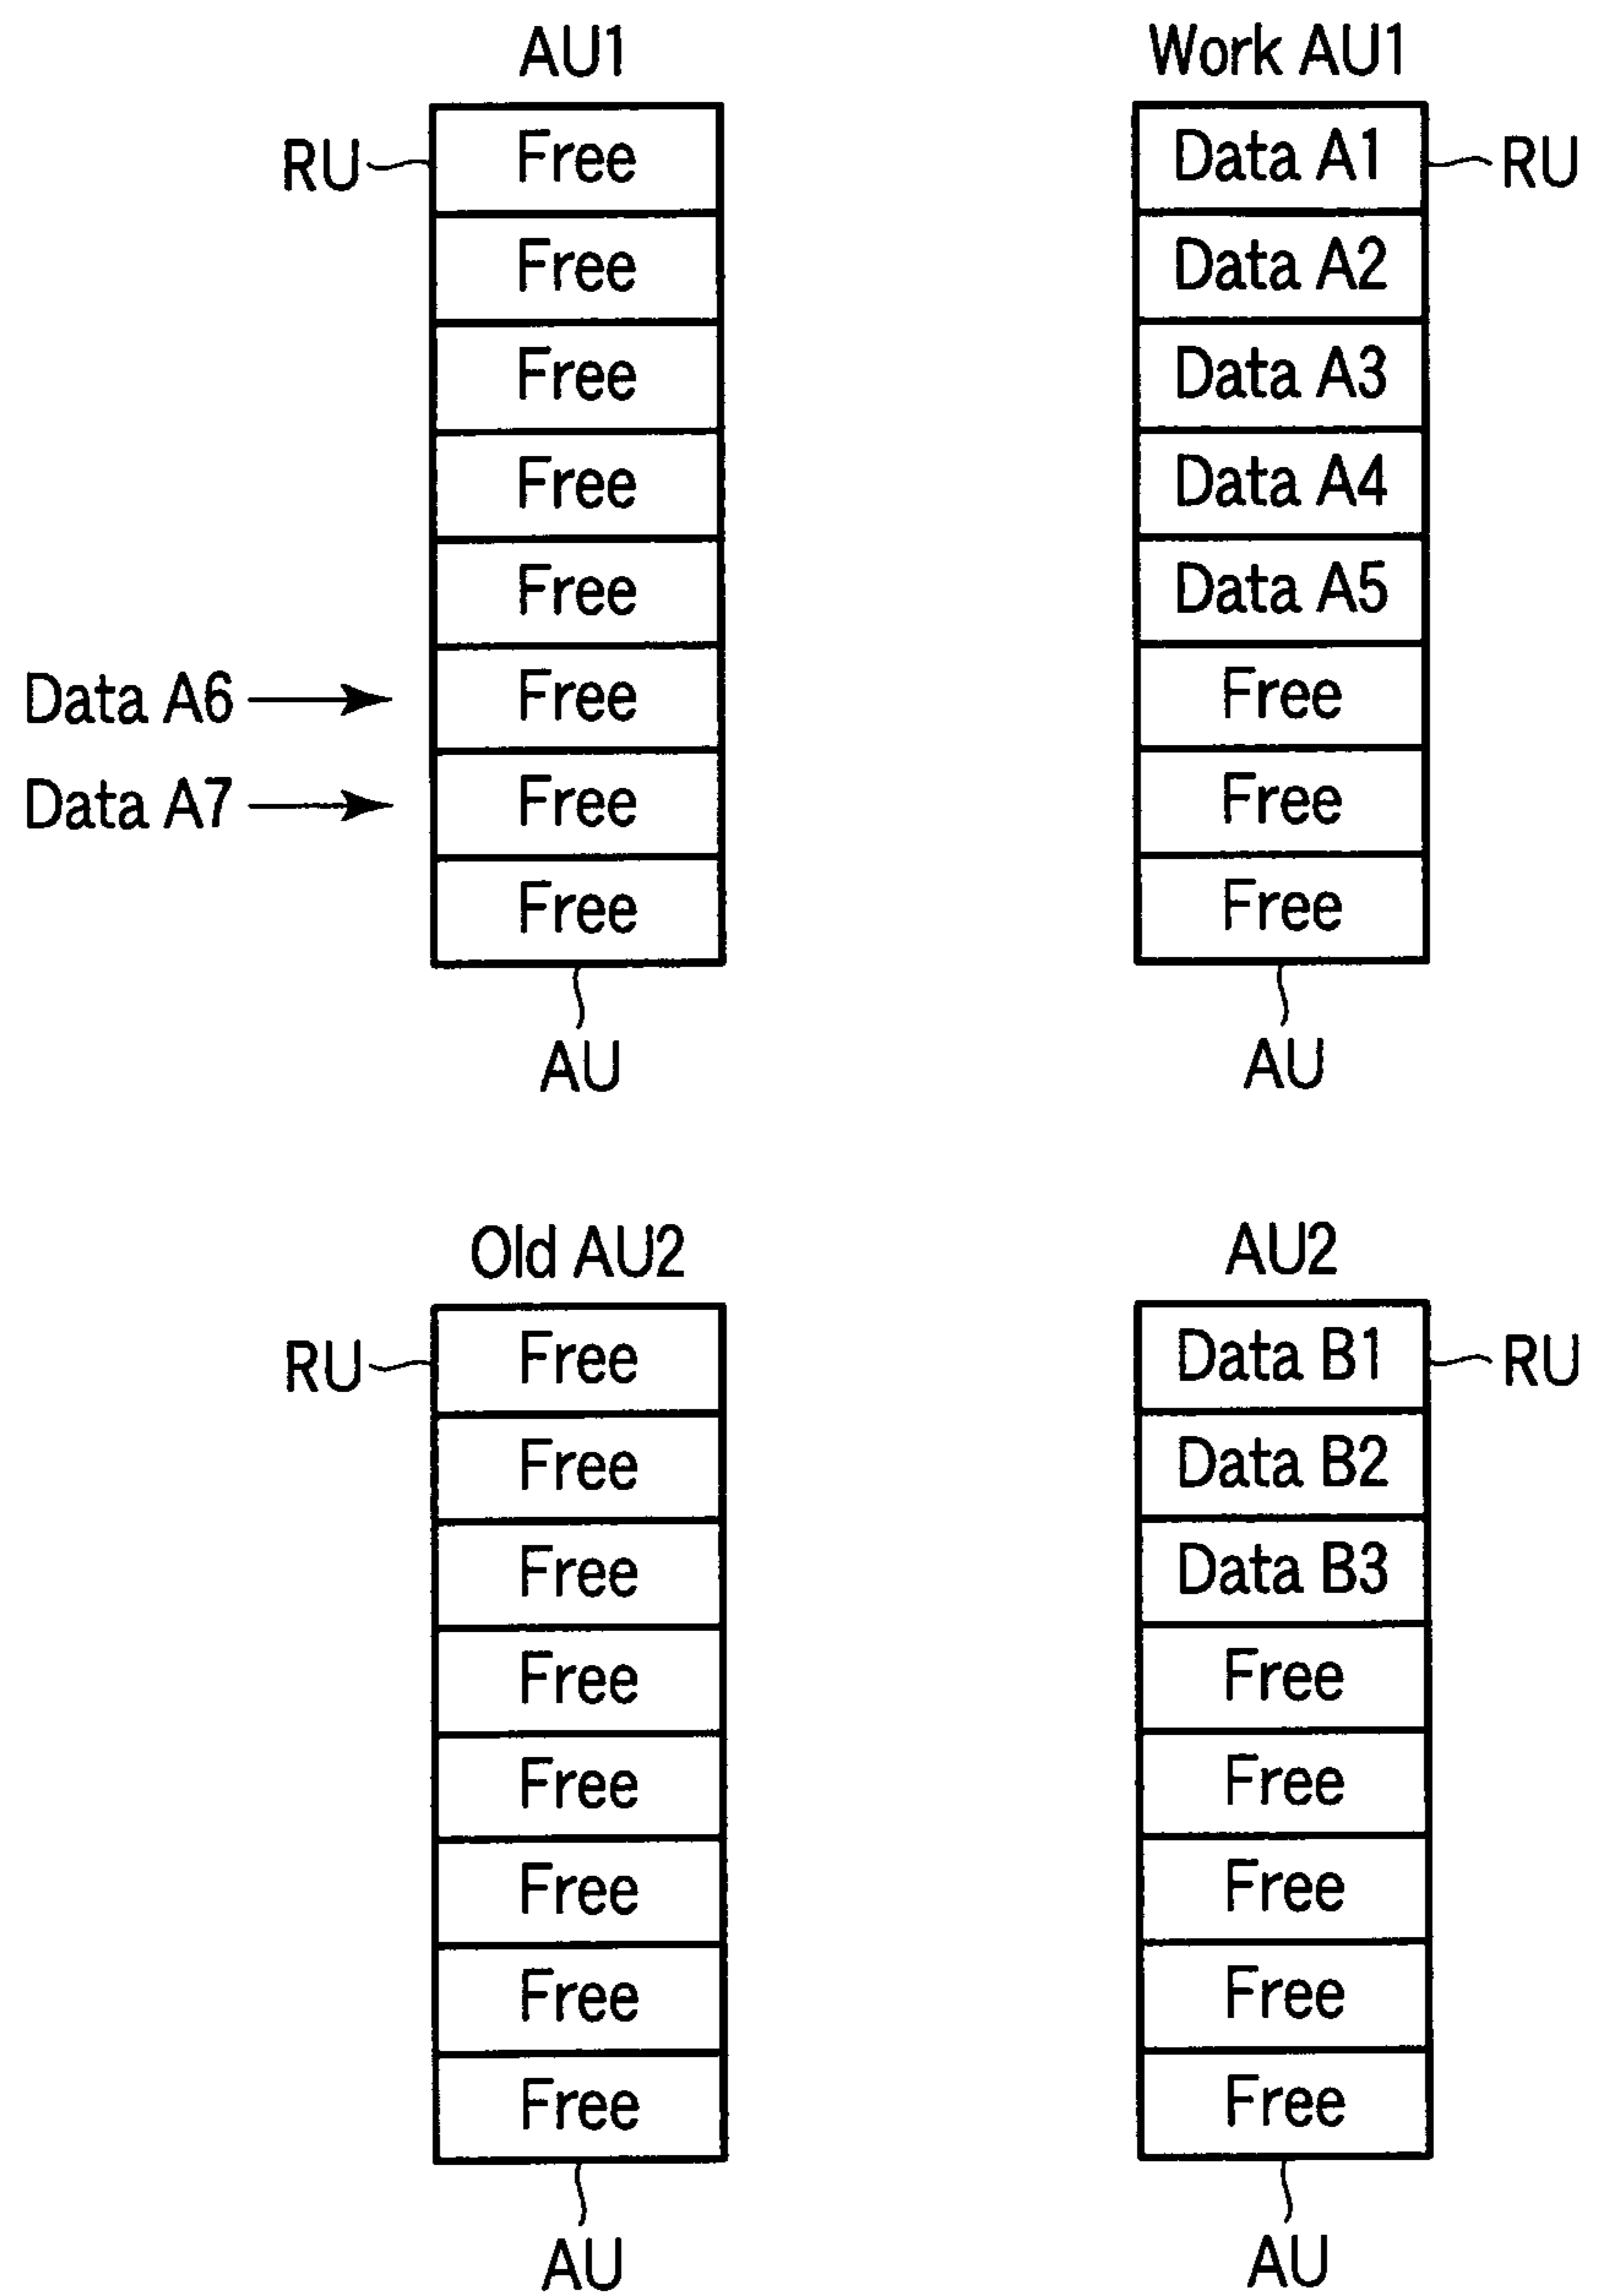 AU1
RU
Free
Free
Free
Free
Free
Data A6
Free
Data A7
Free
Free
AU
Work AU1
Data A1
RU
Data A2
Data A3
Data A4
Data A5
Free
Free
Free
AU
Old AU2
RU
Free
Free
Free
Free
Free
Free
Free
Free
AU
AU2
Data B1
RU
Data B2
Data B3
Free
Free
Free
Free
Free
AU